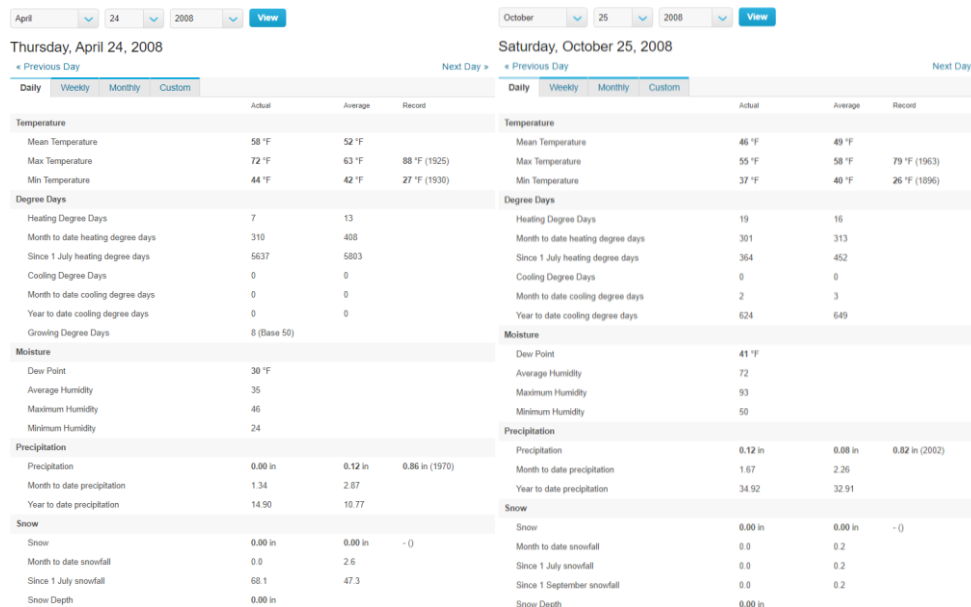 April 24 2008 View
Thursday, April 24, 2008
« Previous Day Next Day »
Daily Weekly Monthly Custom
Actual Average Record
Temperature
Mean Temperature 58 °F 52 °F
Max Temperature 72 °F 63 °F 88 °F (1925)
Min Temperature 44 °F 42 °F 27 °F (1930)
Degree Days
Heating Degree Days 7 13
Month to date heating degree days 310 408
Since 1 July heating degree days 5637 5803
Cooling Degree Days 0 0
Month to date cooling degree days 0 0
Year to date cooling degree days 0 0
Growing Degree Days 8 (Base 50)
Moisture
Dew Point 30 °F
Average Humidity 35
Maximum Humidity 46
Minimum Humidity 24
Precipitation
Precipitation 0.00 in 0.12 in 0.86 in (1970)
Month to date precipitation 1.34 2.87
Year to date precipitation 14.90 10.77
Snow
Snow 0.00 in 0.00 in - ()
Month to date snowfall 0.0 2.6
Since 1 July snowfall 68.1 47.3
Snow Depth 0.00 in
October 25 2008 View
Saturday, October 25, 2008
« Previous Day Next Day
Daily Weekly Monthly Custom
Actual Average Record
Temperature
Mean Temperature 46 °F 49 °F
Max Temperature 55 °F 58 °F 79 °F (1963)
Min Temperature 37 °F 40 °F 26 °F (1896)
Degree Days
Heating Degree Days 19 16
Month to date heating degree days 301 313
Since 1 July heating degree days 364 452
Cooling Degree Days 0 0
Month to date cooling degree days 2 3
Year to date cooling degree days 624 649
Moisture
Dew Point 41 °F
Average Humidity 72
Maximum Humidity 93
Minimum Humidity 50
Precipitation
Precipitation 0.12 in 0.08 in 0.82 in (2002)
Month to date precipitation 1.67 2.26
Year to date precipitation 34.92 32.91
Snow
Snow 0.00 in 0.00 in - ()
Month to date snowfall 0.0 0.2
Since 1 July snowfall 0.0 0.2
Since 1 September snowfall 0.0 0.2
Snow Depth 0.00 in